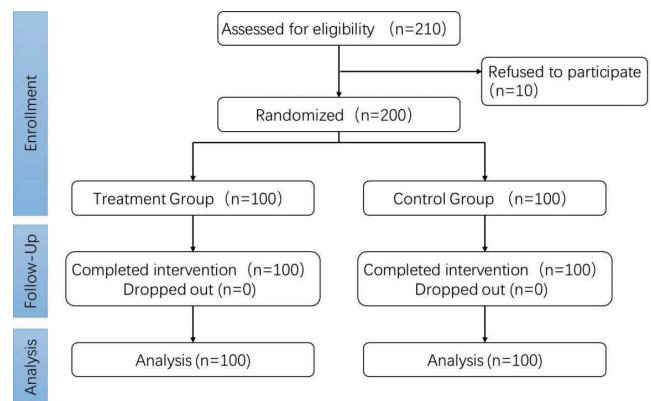 Enrollment
Assessed for eligibility （n=210）
Refused to participate
(n=10)
Randomized （n=200）
Treatment Group （n=100）
Control Group （n=100）
Follow-Up
Completed intervention （n=100）
Dropped out (n=0)
Completed intervention （n=100）
Dropped out (n=0)
Analysis
Analysis (n=100)
Analysis (n=100)